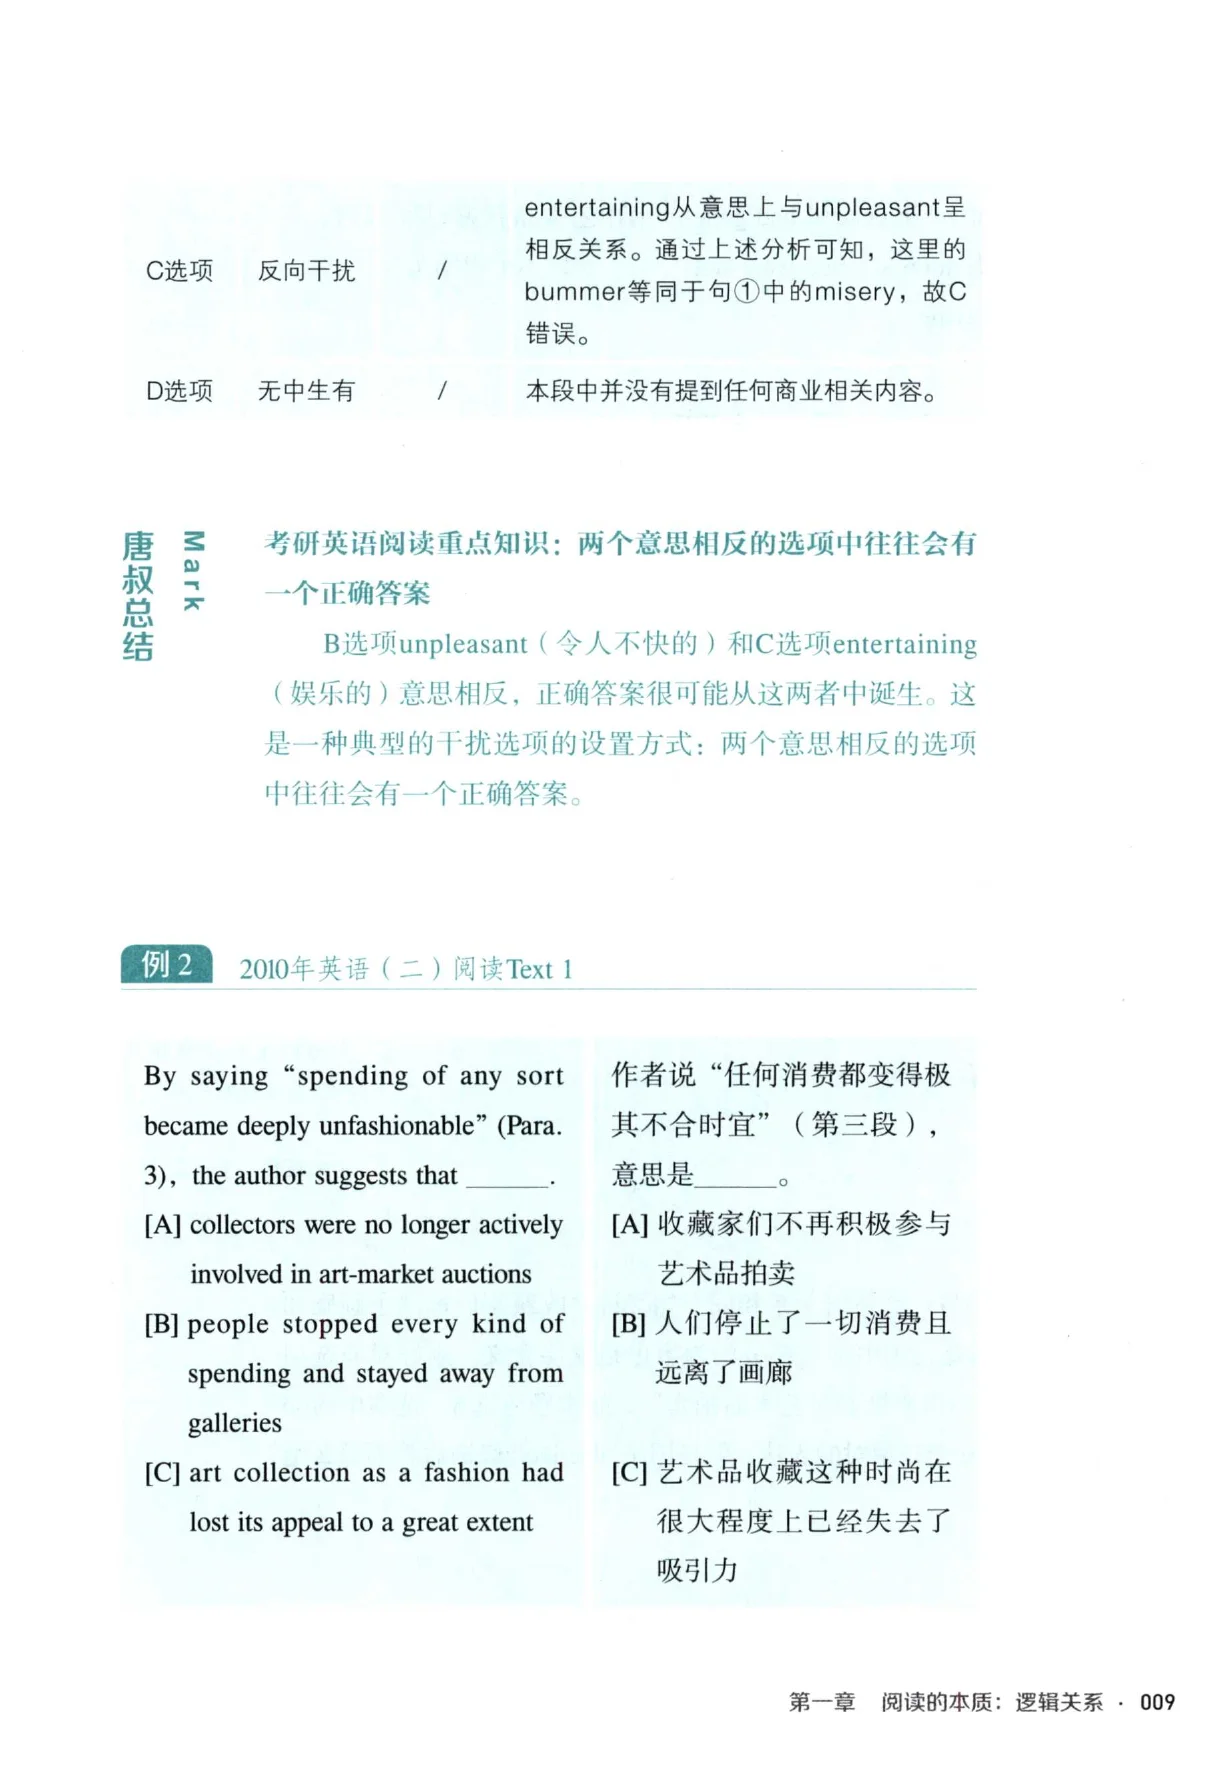 C选项 反向干扰 / entertaining从意思上与unpleasant呈
相反关系。通过上述分析可知，这里的
bummer等同于句①中的misery，故C
错误。
D选项 无中生有 / 本段中并没有提到任何商业相关内容。
唐叔总结
Mark
考研英语阅读重点知识：两个意思相反的选项中往往会有
一个正确答案
B选项unpleasant（令人不快的）和C选项entertaining
（娱乐的）意思相反，正确答案很可能从这两者中诞生。这
是一种典型的干扰选项的设置方式：两个意思相反的选项
中往往会有一个正确答案。
例2 2010年英语（二）阅读Text 1
By saying “spending of any sort
became deeply unfashionable” (Para.
3), the author suggests that ______.
[A] collectors were no longer actively
involved in art-market auctions
[B] people stopped every kind of
spending and stayed away from
galleries
[C] art collection as a fashion had
lost its appeal to a great extent
作者说“任何消费都变得极
其不合时宜”（第三段），
意思是______。
[A] 收藏家们不再积极参与
艺术品拍卖
[B] 人们停止了一切消费且
远离了画廊
[C] 艺术品收藏这种时尚在
很大程度上已经失去了
吸引力
第一章 阅读的本质：逻辑关系 · 009